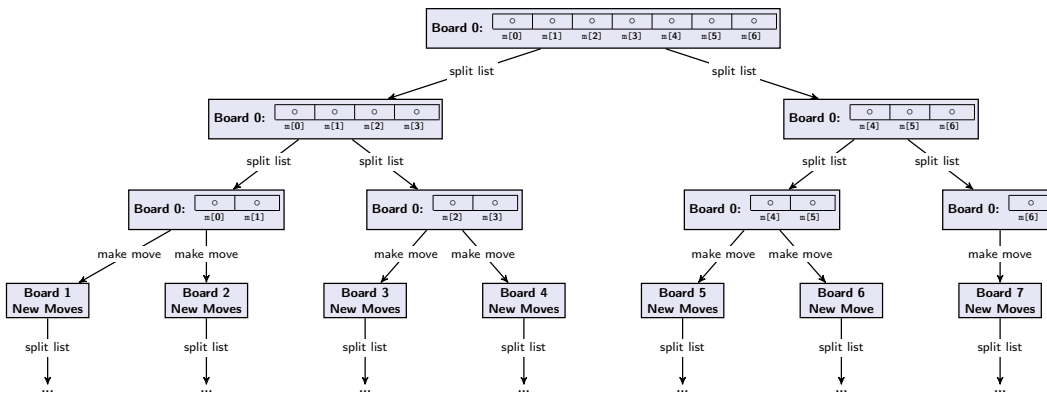 Board 0:
m[0] m[1] m[2] m[3] m[4] m[5] m[6]
split list split list
Board 0: Board 0:
m[0] m[1] m[2] m[3] m[4] m[5] m[6]
split list split list split list split list
Board 0: Board 0: Board 0: Board 0:
m[0] m[1] m[2] m[3] m[4] m[5] m[6]
make move make move make move make move make move make move make move
Board 1 Board 2 Board 3 Board 4 Board 5 Board 6 Board 7
New Moves New Moves New Moves New Moves New Moves New Move New Moves
split list split list split list split list split list split list split list
... ... ... ... ... ... ...